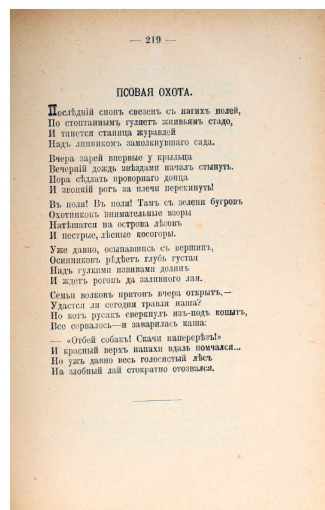 — 219 —
ПСОВАЯ ОХОТА.
Послѣдній снопъ свезенъ съ нагихъ полей,
По стоптаннымъ гуляетъ жнивьямъ стадо,
И тянется станица журавлей
Надъ липникомъ замолкнувшаго сада.
Вчера зарей впервые у крыльца
Вечерній дождь звѣздами началъ стынуть.
Пора сѣдлать проворнаго донца
И звонкій рогъ за плечи перекинуть!
Въ поля! Въ поля! Тамъ съ зелени бугровъ
Охотниковъ внимательные взоры
Натѣшатся на острова лѣсовъ
И пестрые, лѣсные косогоры.
Уже давно, осыпавшись съ вершинъ,
Осинниковъ рѣдѣетъ глубь густая
Надъ гулкими извивами долинъ
И ждетъ роговъ да заливного лая.
Семьи волковъ притонъ вчера открытъ,—
Удастся ли сегодня травля наша?
Но вотъ русакъ сверкнулъ изъ-подъ копытъ,
Все сорвалось—и заварилась каша:
— «Отбей собакъ! Скачи наперерѣзъ!»
И красный верхъ папахи вдаль помчался...
Но ужъ давно весь голосистый лѣсъ
На злобный лай стократно отозвался.